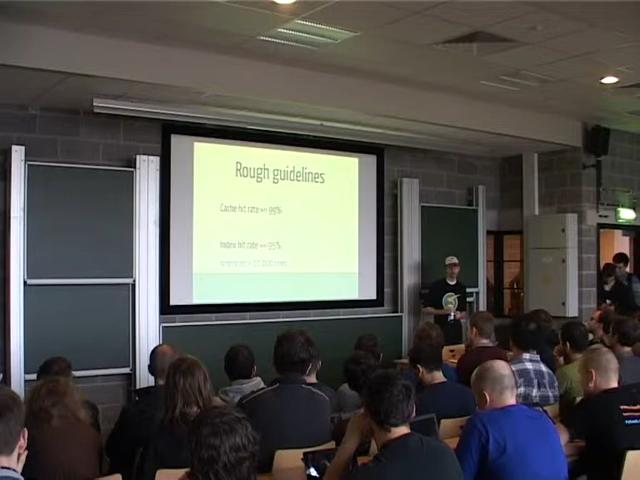 Rough guidelines
Cache hit rate >= 99%
Index hit rate >= 95%